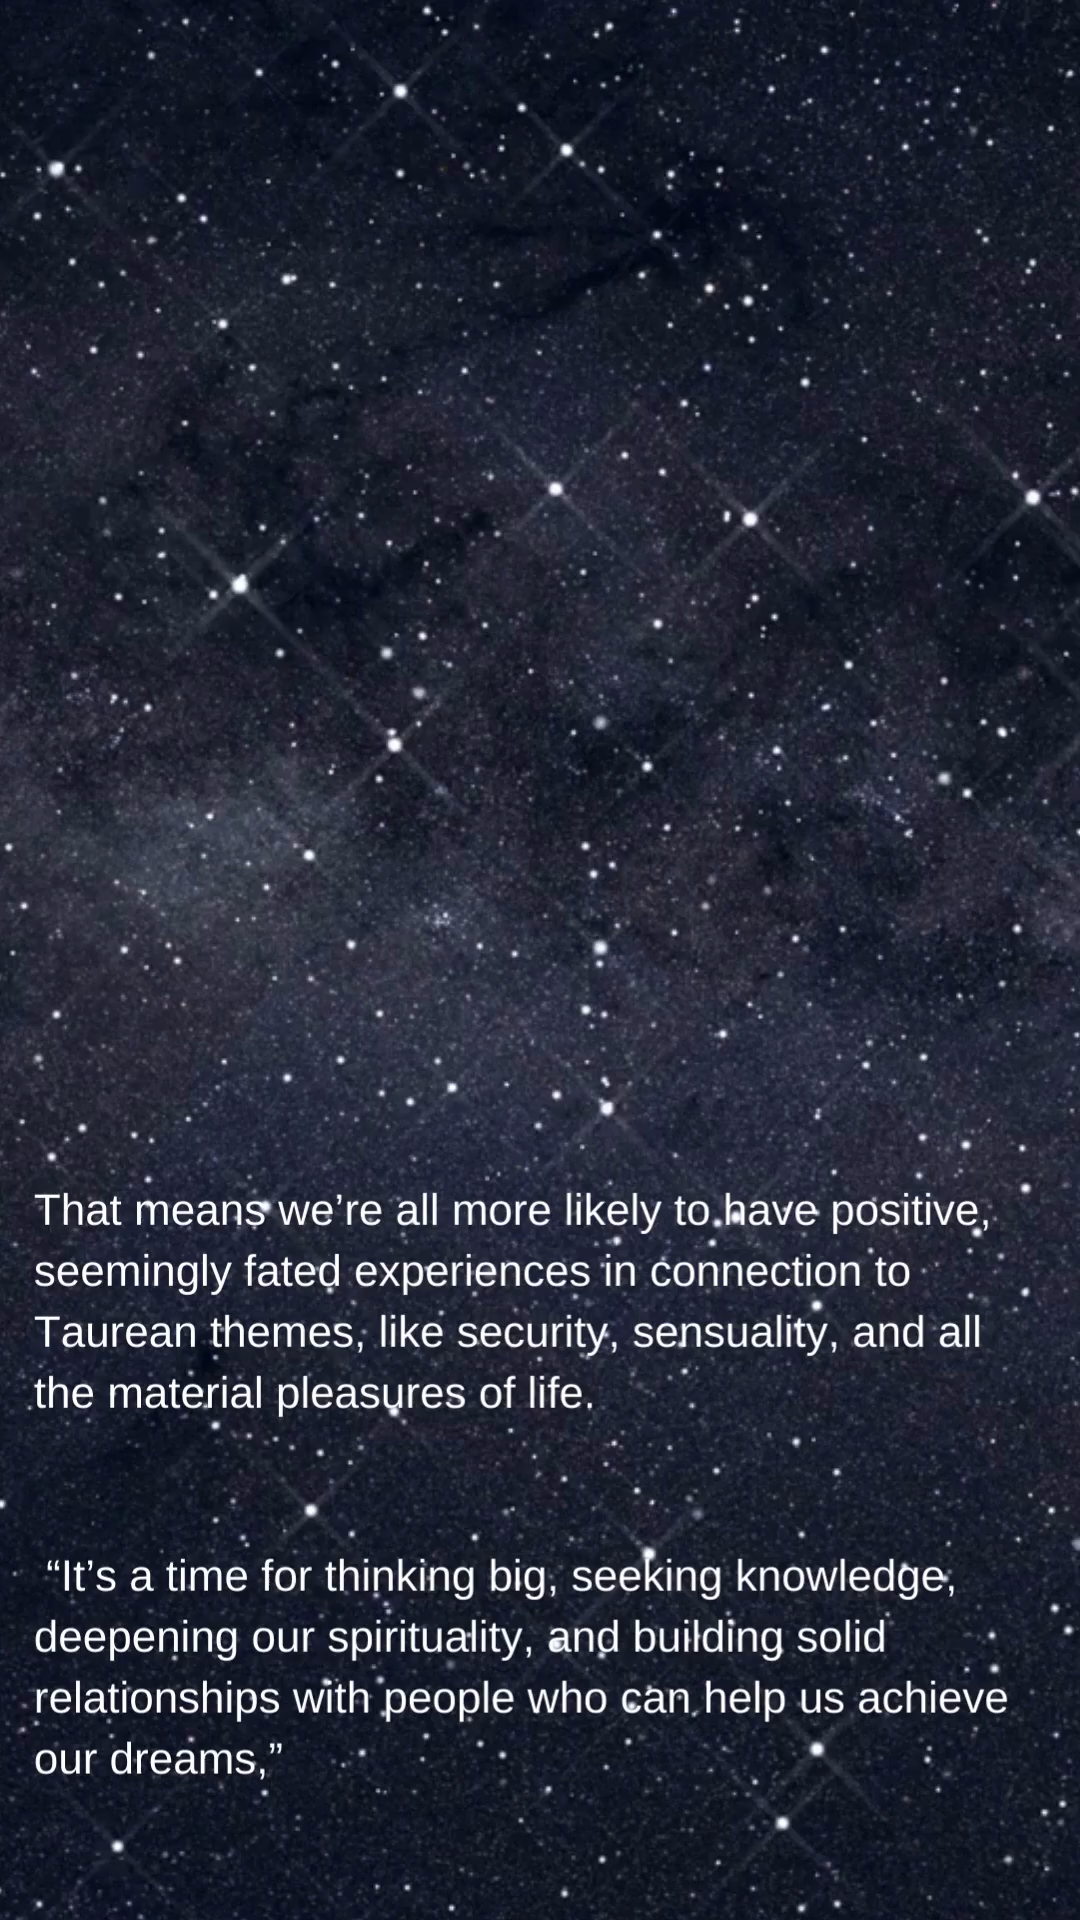 That means we’re all more likely to have positive,
seemingly fated experiences in connection to
Taurean themes, like security, sensuality, and all
the material pleasures of life.
“It’s a time for thinking big, seeking knowledge,
deepening our spirituality, and building solid
relationships with people who can help us achieve
our dreams,”